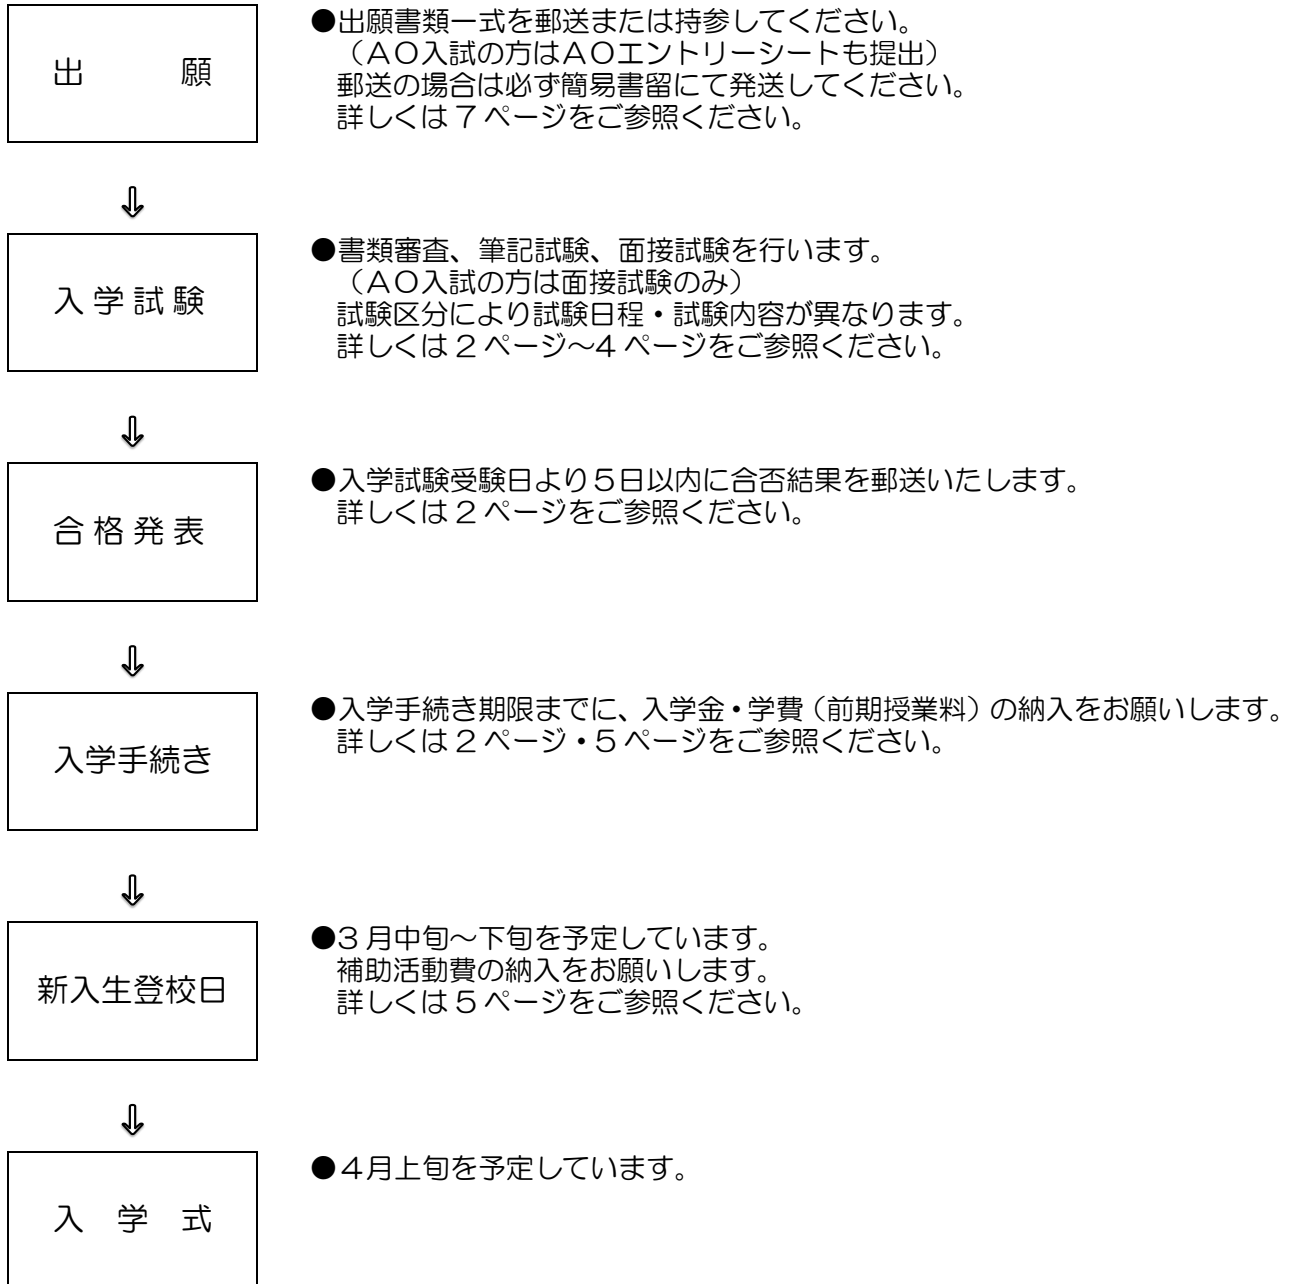 出　　願
●出願書類一式を郵送または持参してください。
（ＡＯ入試の方はＡＯエントリーシートも提出）
郵送の場合は必ず簡易書留にて発送してください。
詳しくは７ページをご参照ください。
⇓
入学試験
●書類審査、筆記試験、面接試験を行います。
（ＡＯ入試の方は面接試験のみ）
試験区分により試験日程・試験内容が異なります。
詳しくは２ページ～４ページをご参照ください。
⇓
合格発表
●入学試験受験日より５日以内に合否結果を郵送いたします。
詳しくは２ページをご参照ください。
⇓
入学手続き
●入学手続き期限までに、入学金・学費（前期授業料）の納入をお願いします。
詳しくは２ページ・５ページをご参照ください。
⇓
新入生登校日
●３月中旬～下旬を予定しています。
補助活動費の納入をお願いします。
詳しくは５ページをご参照ください。
⇓
入　学　式
●４月上旬を予定しています。